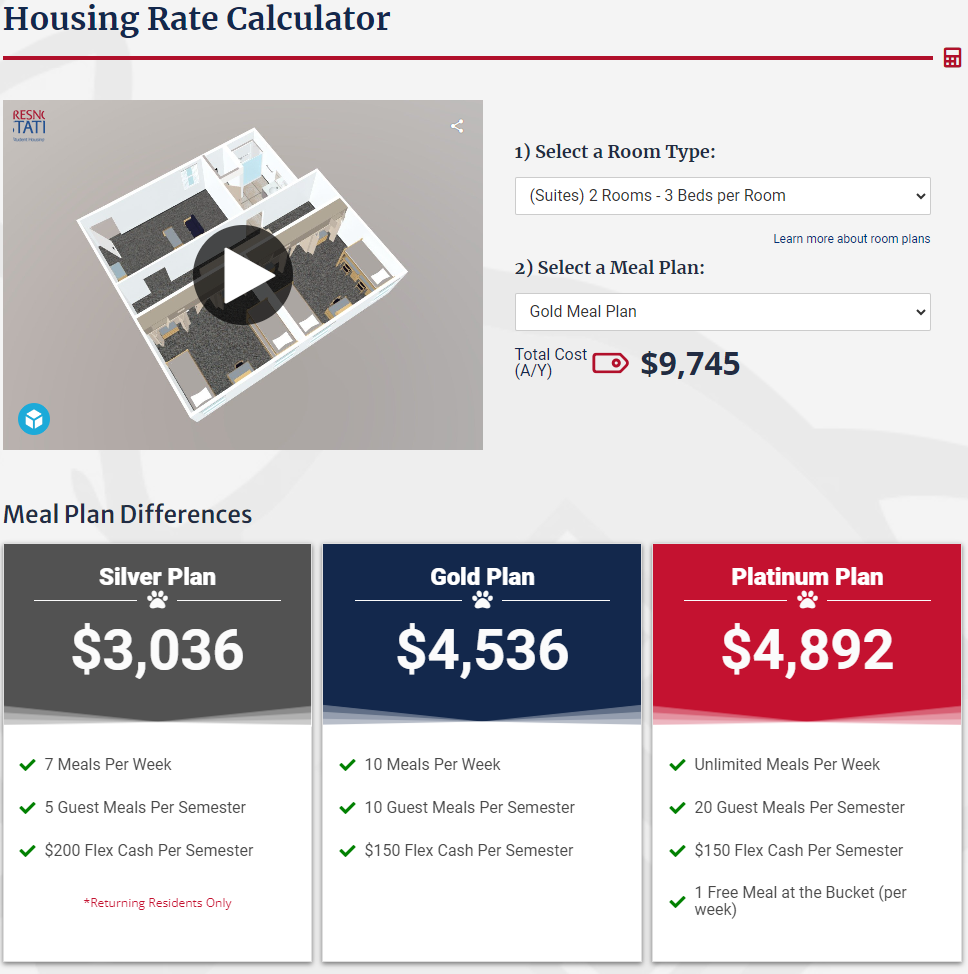 Housing Rate Calculator
RESNO
STATE
Student Housing
1) Select a Room Type:
(Suites) 2 Rooms - 3 Beds per Room
Learn more about room plans
2) Select a Meal Plan:
Gold Meal Plan
Total Cost
(A/Y)
$9,745
Meal Plan Differences
Silver Plan
$3,036
7 Meals Per Week
5 Guest Meals Per Semester
$200 Flex Cash Per Semester
*Returning Residents Only
Gold Plan
$4,536
10 Meals Per Week
10 Guest Meals Per Semester
$150 Flex Cash Per Semester
Platinum Plan
$4,892
Unlimited Meals Per Week
20 Guest Meals Per Semester
$150 Flex Cash Per Semester
1 Free Meal at the Bucket (per
week)